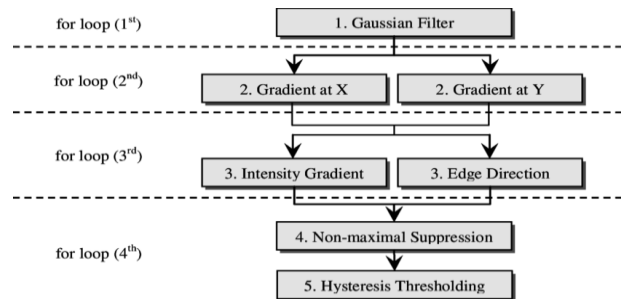 for loop (1st)
1. Gaussian Filter
for loop (2nd)
2. Gradient at X
2. Gradient at Y
for loop (3rd)
3. Intensity Gradient
3. Edge Direction
for loop (4th)
4. Non-maximal Suppression
5. Hysteresis Thresholding